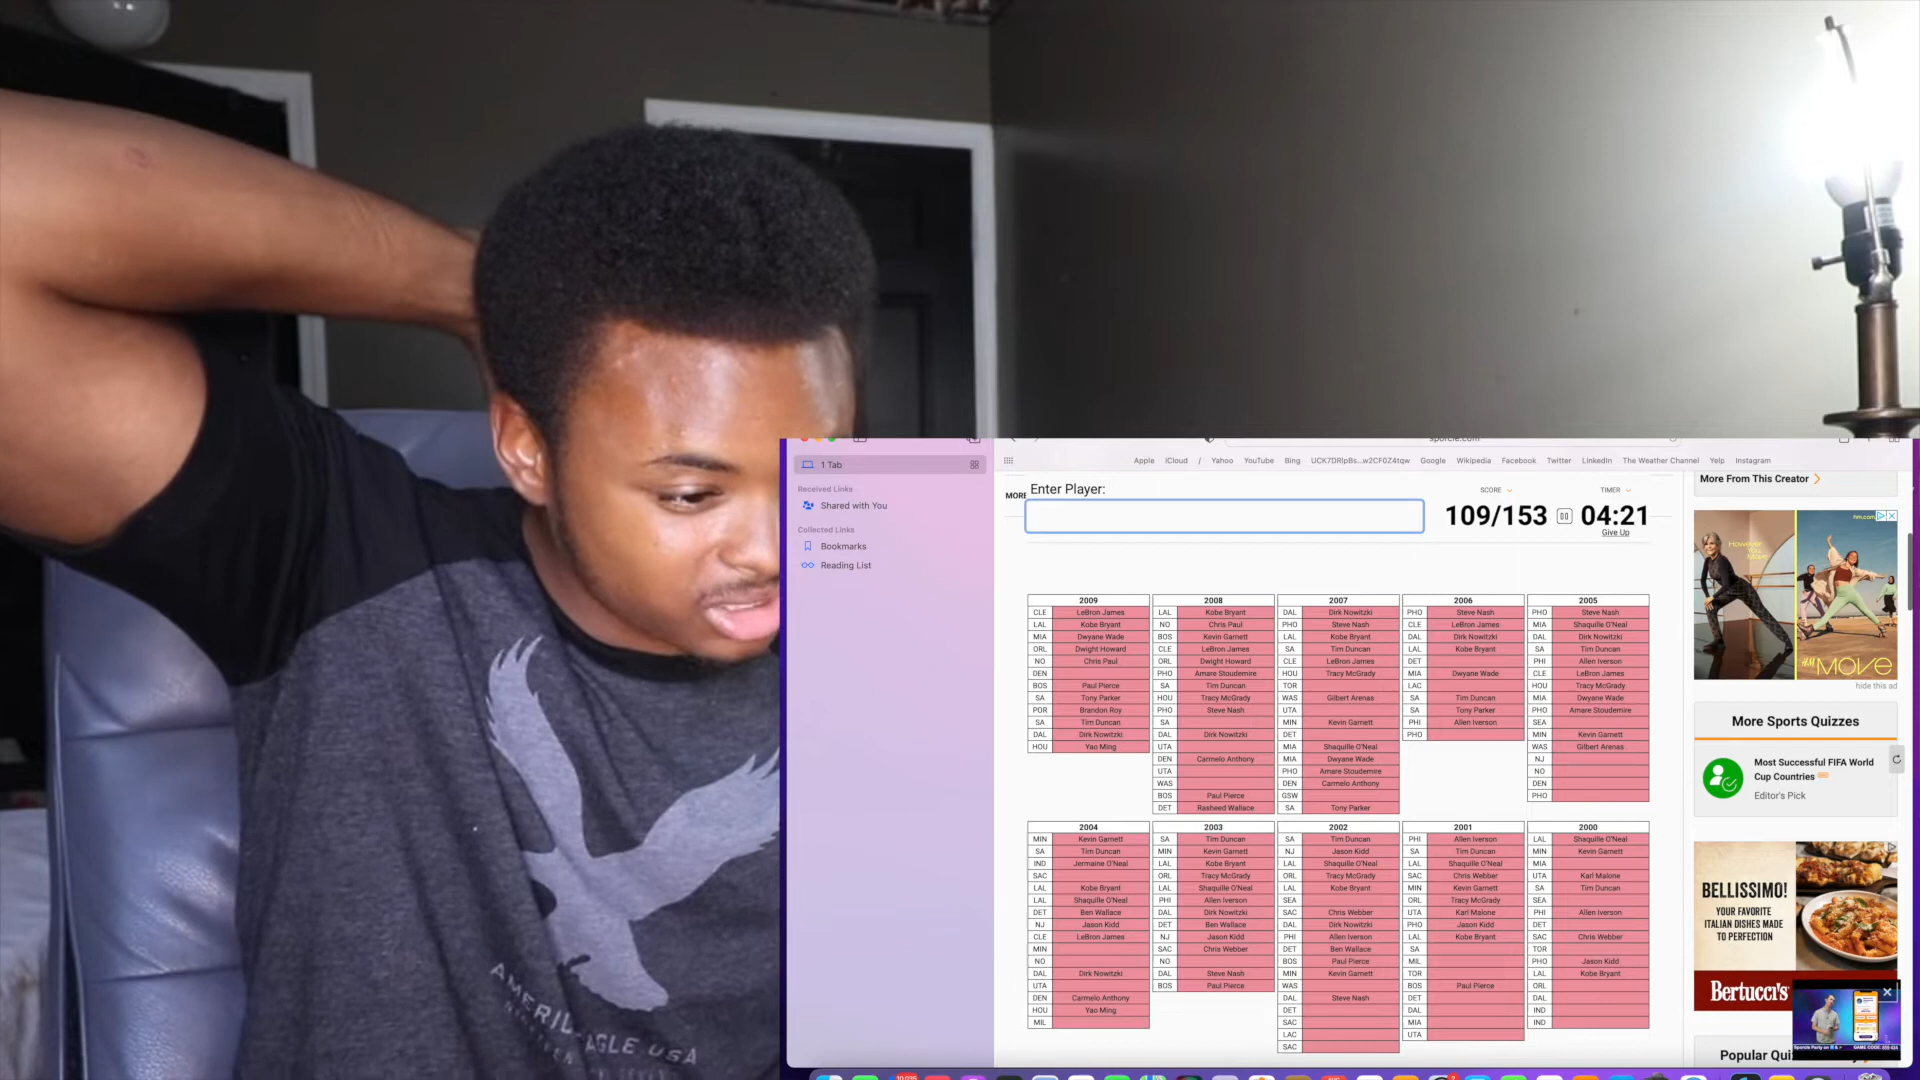 sporcle.com
1 Tab
Received Links
Shared with You
Collected Links
Bookmarks
Reading List
Apple iCloud / Yahoo YouTube Bing UCK7DRlpBs...w2CF0Z4tqw Google Wikipedia Facebook Twitter LinkedIn The Weather Channel Yelp Instagram
MORE
Enter Player:
SCORE
109/153
TIMER
04:21
Give Up
2009
CLE LeBron James
LAL Kobe Bryant
MIA Dwyane Wade
ORL Dwight Howard
NO Chris Paul
DEN
BOS Paul Pierce
SA Tony Parker
POR Brandon Roy
SA Tim Duncan
DAL Dirk Nowitzki
HOU Yao Ming
2008
LAL Kobe Bryant
NO Chris Paul
BOS Kevin Garnett
CLE LeBron James
ORL Dwight Howard
PHO Amare Stoudemire
SA Tim Duncan
HOU Tracy McGrady
PHO Steve Nash
SA
DAL Dirk Nowitzki
UTA
DEN Carmelo Anthony
UTA
WAS
BOS Paul Pierce
DET Rasheed Wallace
2007
DAL Dirk Nowitzki
PHO Steve Nash
LAL Kobe Bryant
SA Tim Duncan
CLE LeBron James
HOU Tracy McGrady
TOR
WAS Gilbert Arenas
UTA
MIN Kevin Garnett
DET
MIA Shaquille O'Neal
MIA Dwyane Wade
PHO Amare Stoudemire
DEN Carmelo Anthony
GSW
SA Tony Parker
2006
PHO Steve Nash
CLE LeBron James
DAL Dirk Nowitzki
LAL Kobe Bryant
DET
MIA Dwyane Wade
LAC
SA Tim Duncan
SA Tony Parker
PHI Allen Iverson
PHO
2005
PHO Steve Nash
MIA Shaquille O'Neal
DAL Dirk Nowitzki
SA Tim Duncan
PHI Allen Iverson
CLE LeBron James
HOU Tracy McGrady
MIA Dwyane Wade
PHO Amare Stoudemire
SEA
MIN Kevin Garnett
WAS Gilbert Arenas
NJ
NO
DEN
PHO
2004
MIN Kevin Garnett
SA Tim Duncan
IND Jermaine O'Neal
SAC
LAL Kobe Bryant
LAL Shaquille O'Neal
DET Ben Wallace
NJ Jason Kidd
CLE LeBron James
MIN
NO
DAL Dirk Nowitzki
UTA
DEN Carmelo Anthony
HOU Yao Ming
MIL
2003
SA Tim Duncan
MIN Kevin Garnett
LAL Kobe Bryant
ORL Tracy McGrady
LAL Shaquille O'Neal
PHI Allen Iverson
DAL Dirk Nowitzki
DET Ben Wallace
NJ Jason Kidd
SAC Chris Webber
NO
DAL Steve Nash
BOS Paul Pierce
2002
SA Tim Duncan
NJ Jason Kidd
LAL Shaquille O'Neal
ORL Tracy McGrady
LAL Kobe Bryant
SEA
SAC Chris Webber
DAL Dirk Nowitzki
PHI Allen Iverson
DET Ben Wallace
BOS Paul Pierce
MIN Kevin Garnett
WAS
DAL Steve Nash
DET
SAC
LAC
SAC
2001
PHI Allen Iverson
SA Tim Duncan
LAL Shaquille O'Neal
SAC Chris Webber
MIN Kevin Garnett
ORL Tracy McGrady
UTA Karl Malone
PHO Jason Kidd
LAL Kobe Bryant
SA
MIL
TOR
BOS Paul Pierce
DET
DAL
MIA
UTA
2000
LAL Shaquille O'Neal
MIN Kevin Garnett
MIA
UTA Karl Malone
SA Tim Duncan
SEA
PHI Allen Iverson
DET
SAC Chris Webber
TOR
PHO Jason Kidd
LAL Kobe Bryant
ORL
DAL
IND
IND
More From This Creator
hm.com
However You Move
H&M MOVE
hide this ad
More Sports Quizzes
Most Successful FIFA World
Cup Countries
Editor's Pick
BELLISSIMO!
YOUR FAVORITE
ITALIAN DISHES MADE
TO PERFECTION
Bertucci's
Popular Qui
AMERI
EAGLE USA